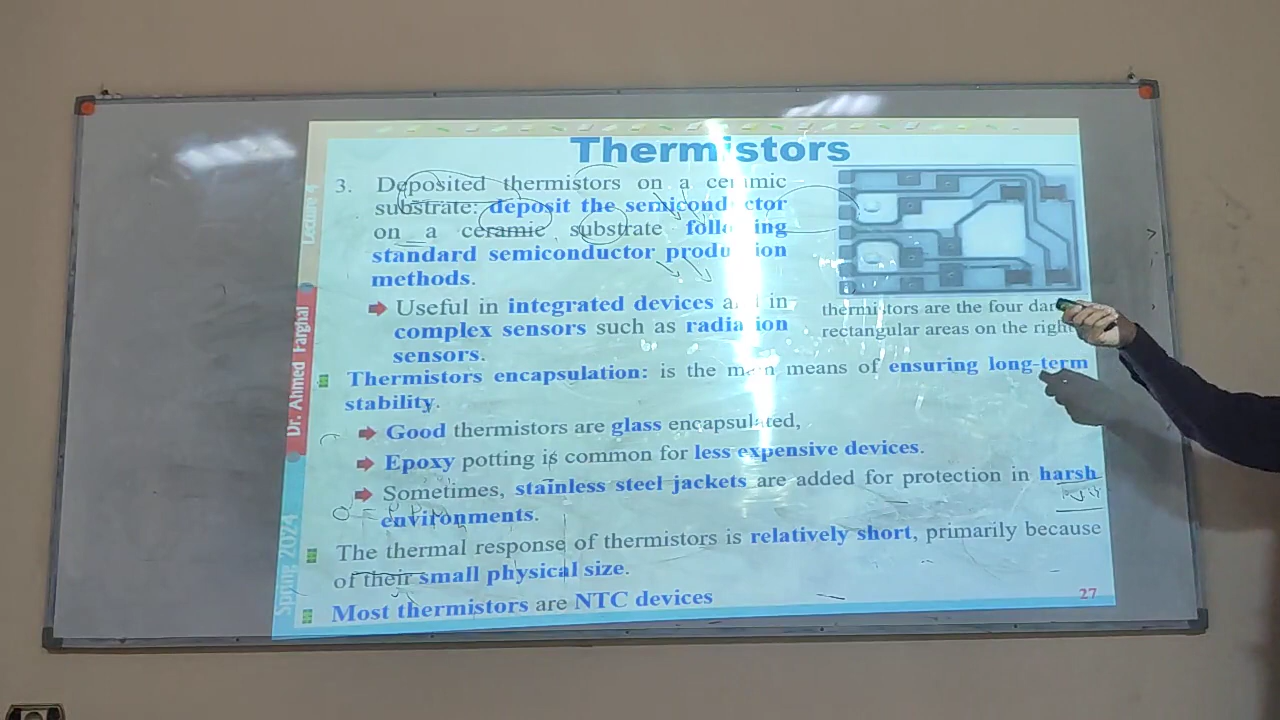 Thermistors
3. Deposited thermistors on a ceramic
substrate: deposit the semiconductor
on a ceramic substrate following
standard semiconductor production
methods.
Useful in integrated devices and in
complex sensors such as radiation
sensors.
thermistors are the four dark
rectangular areas on the right
Thermistors encapsulation: is the main means of ensuring long-term
stability.
Good thermistors are glass encapsulated,
Epoxy potting is common for less expensive devices.
Sometimes, stainless steel jackets are added for protection in harsh
environments.
The thermal response of thermistors is relatively short, primarily because
of their small physical size.
Most thermistors are NTC devices
27
Lecture 4
Dr. Ahmed Farghal
Spring 2024